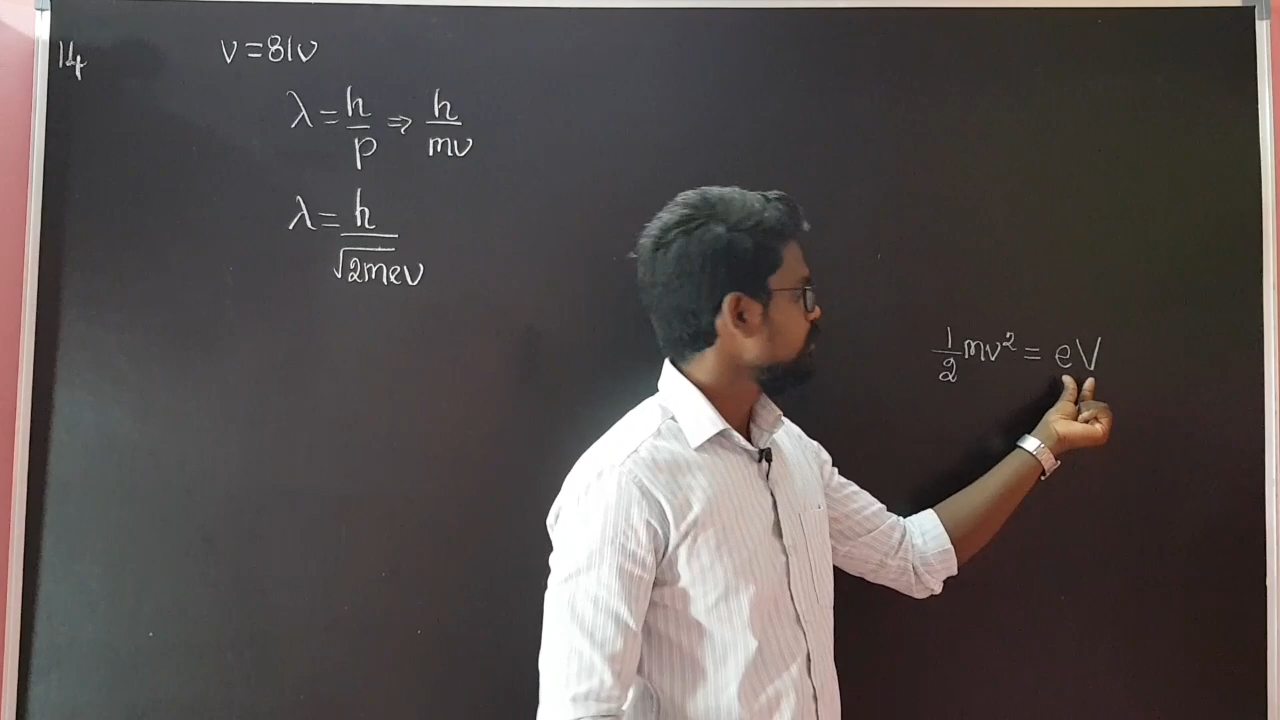 14
v=81v
λ = h/p ⇒ h/mv
λ = h/√2mev
1/2 mv² = eV